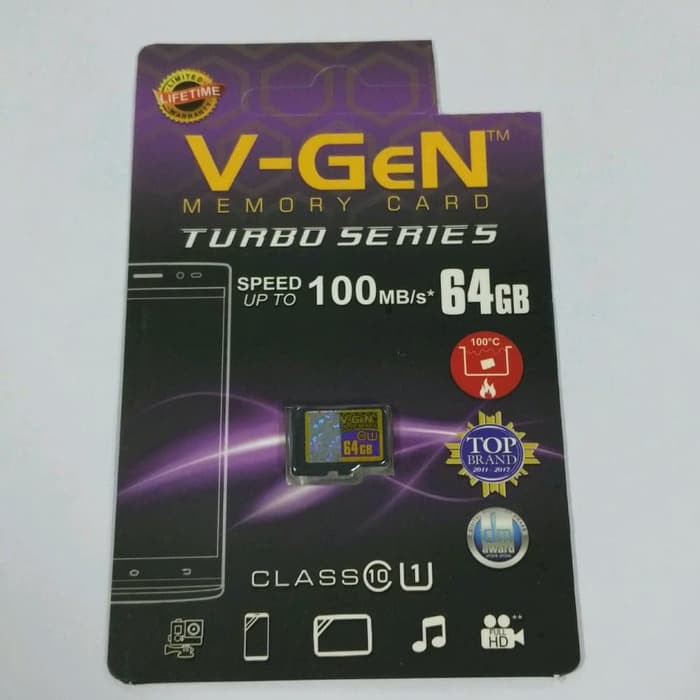 LIMITED
LIFETIME
WARRANTY
V-GeN™
MEMORY CARD
TURBO SERIES
SPEED
UP TO
100MB/s*
64GB
100°C
V-GeN
64GB
TOP
BRAND
2011 - 2017
award
CLASS 10 U1
FULL
HD
**